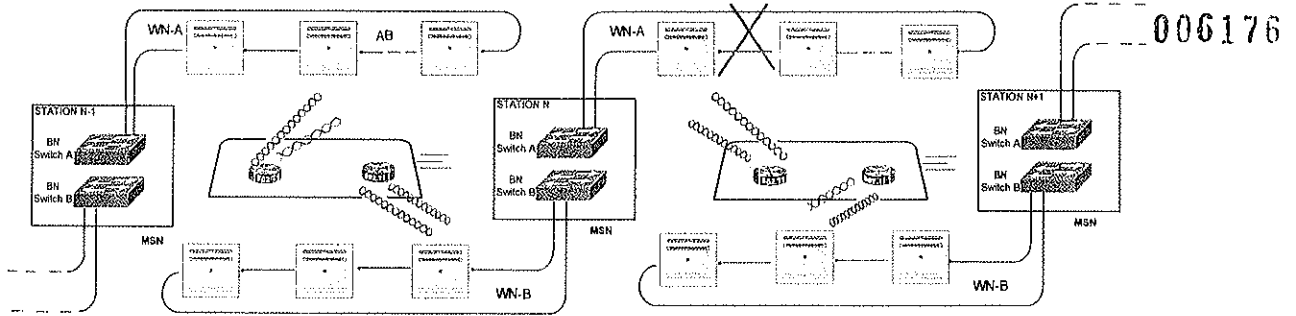 WN-A
AB
WN-A
006176
STATION N-1
BN
Switch A
BN
Switch B
MSN
STATION N
BN
Switch A
BN
Switch B
MSN
STATION N+1
BN
Switch A
BN
Switch B
MSN
WN-B
WN-B